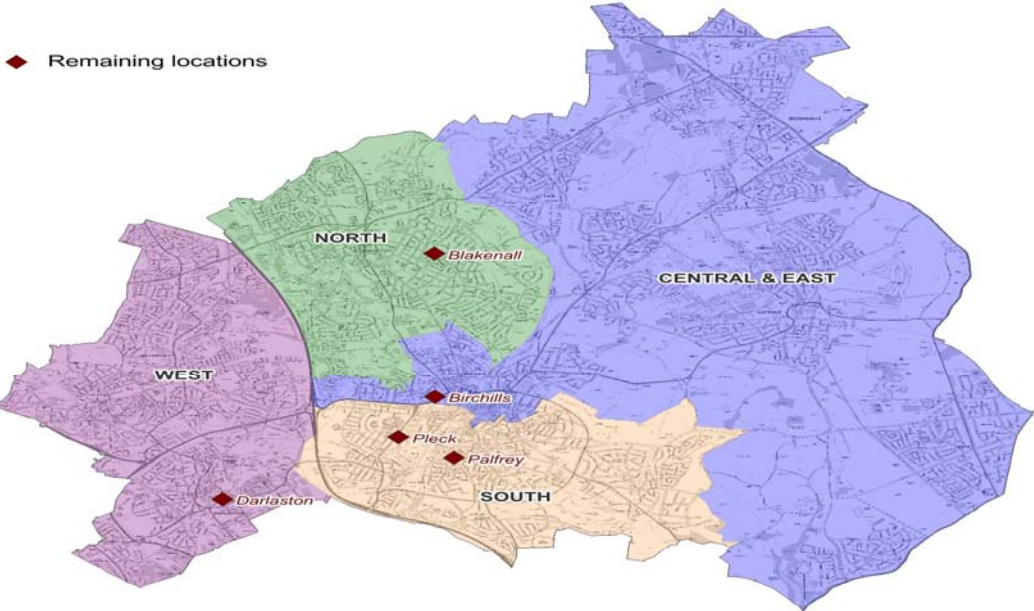 Remaining locations
NORTH
Blakenall
CENTRAL & EAST
WEST
Birchills
Pleck
Palfrey
SOUTH
Darlaston